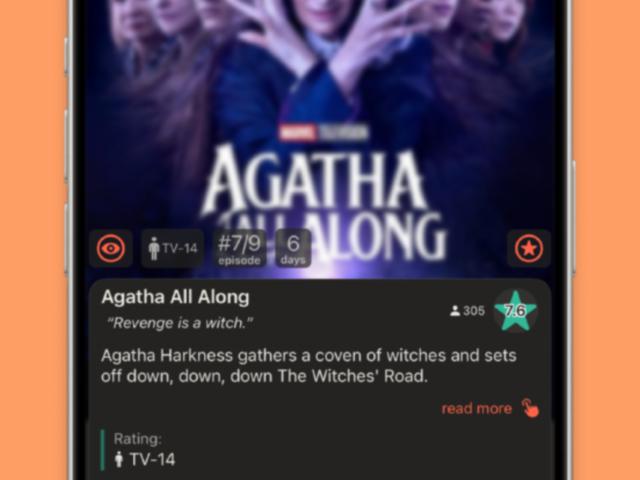 MARVEL TELEVISION
AGATHA
ALL ALONG
TV-14
#7/9
episode
6
days
Agatha All Along
305
7.6
“Revenge is a witch.”
Agatha Harkness gathers a coven of witches and sets
off down, down, down The Witches' Road.
read more
Rating:
TV-14